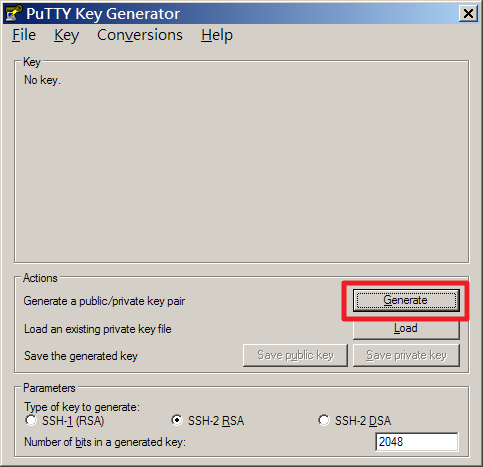 PuTTY Key Generator
File Key Conversions Help
Key
No key.
Actions
Generate a public/private key pair
Generate
Load an existing private key file
Load
Save the generated key
Save public key
Save private key
Parameters
Type of key to generate:
SSH-1 (RSA)
SSH-2 RSA
SSH-2 DSA
Number of bits in a generated key:
2048